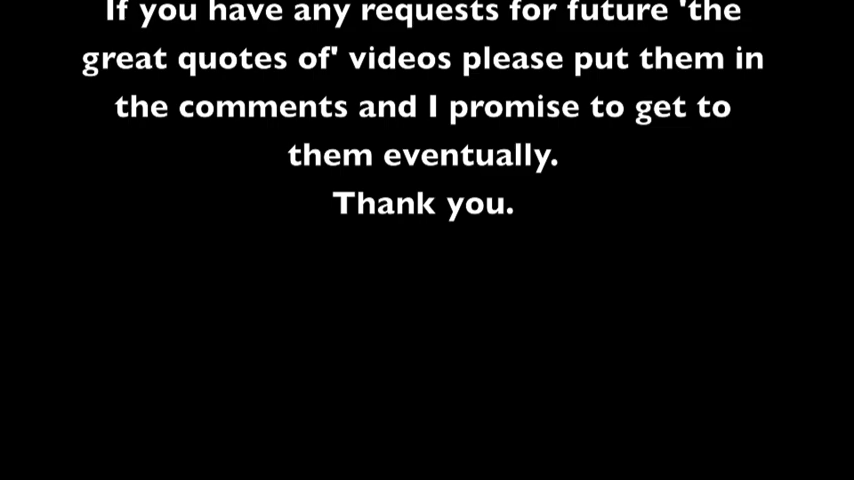 If you have any requests for future 'the
great quotes of' videos please put them in
the comments and I promise to get to
them eventually.
Thank you.